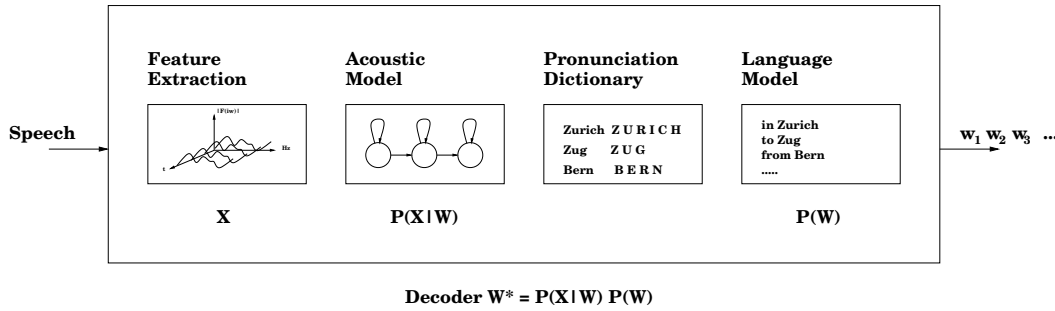 Feature
Extraction
Acoustic
Model
Pronunciation
Dictionary
Language
Model
Speech
|F(iw)|
Hz
t
Zurich Z U R I C H
Zug Z U G
Bern B E R N
in Zurich
to Zug
from Bern
.....
w1 w2 w3 ...
X
P(X|W)
P(W)
Decoder W* = P(X|W) P(W)